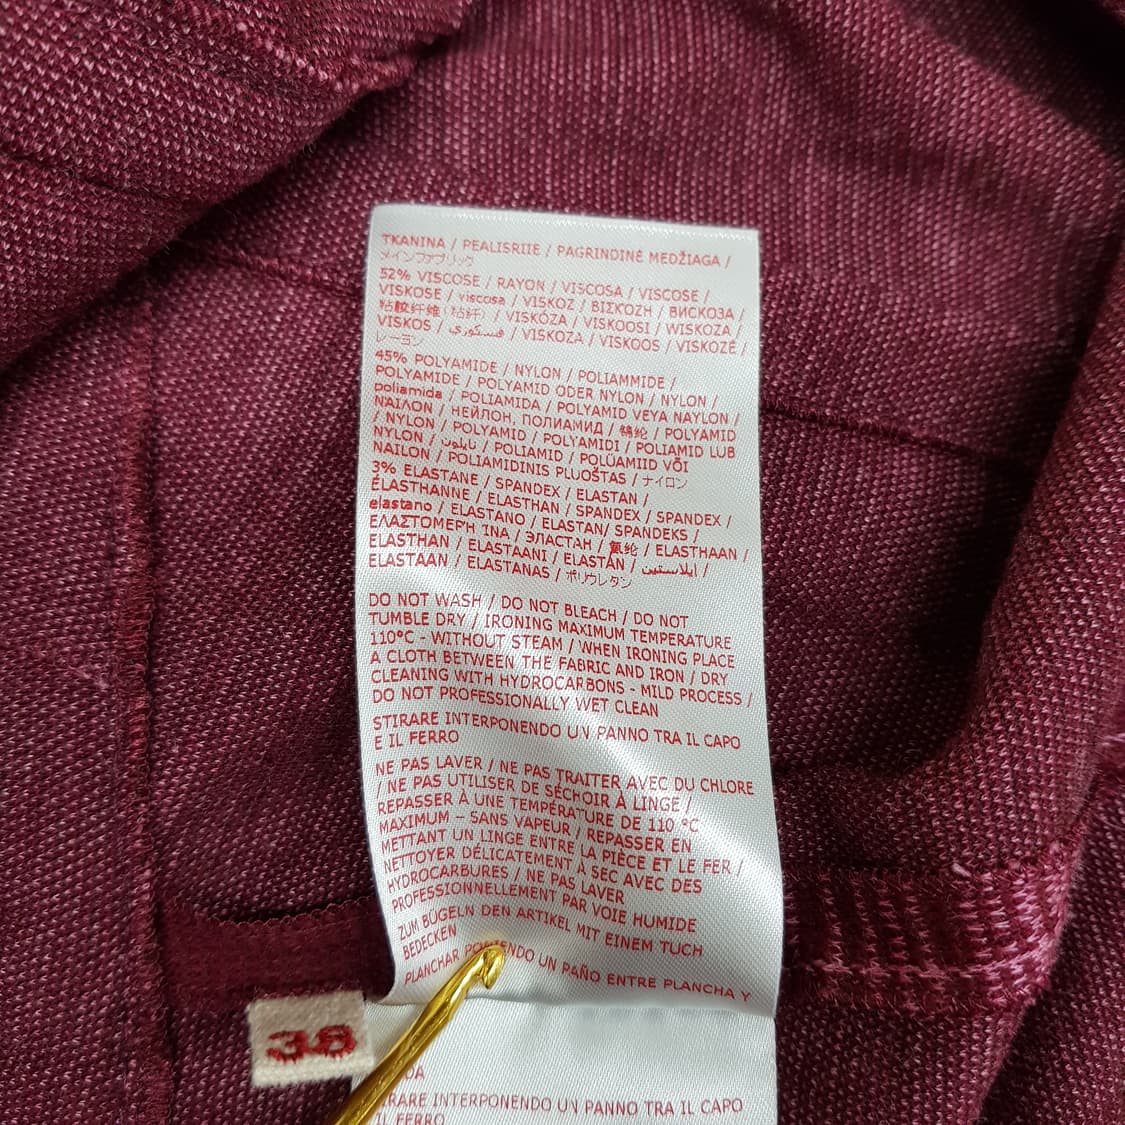 TKANINA / PEALISRIIE / PAGRINDINĖ MEDŽIAGA /
メインファブリック
52% VISCOSE / RAYON / VISCOSA / VISCOSE /
VISKOSE / viscosa / VISKOZ / ΒΙΣΚΟΖΗ / ВИСКОЗА /
粘胶纤维(粘纤) / VISKÓZA / VISKOOSI / WISKOZA /
VISKOS / فسكوزي / VISKOZA / VISKOOS / VISKOZĖ /
レーヨン
45% POLYAMIDE / NYLON / POLIAMMIDE /
POLYAMIDE / POLYAMID ODER NYLON / NYLON /
poliamida / POLIAMIDA / POLYAMID VEYA NAYLON /
ΝΑΙΛΟΝ / НЕЙЛОН, ПОЛИАМИД / 锦纶 / POLYAMID
/ NYLON / POLYAMID / POLYAMIDI / POLIAMID LUB
NYLON / نايلون / POLIAMID / POLÜAMIID VÕI
NAILON / POLIAMIDINIS PLUOŠTAS / ナイロン
3% ELASTANE / SPANDEX / ELASTAN /
ÉLASTHANNE / ELASTHAN / SPANDEX / SPANDEX /
elastano / ELASTANO / ELASTAN/ SPANDEKS /
ΕΛΑΣΤΟΜΕΡΗ ΊΝΑ / ЭЛАСТАН / 氨纶 / ELASTHAAN /
ELASTHAN / ELASTAANI / ELASTAN / ايلاستين /
ELASTAAN / ELASTANAS / ポリウレタン
DO NOT WASH / DO NOT BLEACH / DO NOT
TUMBLE DRY / IRONING MAXIMUM TEMPERATURE
110°C - WITHOUT STEAM / WHEN IRONING PLACE
A CLOTH BETWEEN THE FABRIC AND IRON / DRY
CLEANING WITH HYDROCARBONS - MILD PROCESS /
DO NOT PROFESSIONALLY WET CLEAN
STIRARE INTERPONENDO UN PANNO TRA IL CAPO
E IL FERRO
NE PAS LAVER / NE PAS TRAITER AVEC DU CHLORE
/ NE PAS UTILISER DE SÉCHOIR À LINGE /
REPASSER À UNE TEMPÉRATURE DE 110 °C
MAXIMUM – SANS VAPEUR / REPASSER EN
METTANT UN LINGE ENTRE LA PIÈCE ET LE FER /
NETTOYER DÉLICATEMENT À SEC AVEC DES
HYDROCARBURES / NE PAS LAVER
PROFESSIONNELLEMENT PAR VOIE HUMIDE
ZUM BÜGELN DEN ARTIKEL MIT EINEM TUCH
BEDECKEN
PLANCHAR PONIENDO UN PAÑO ENTRE PLANCHA Y
38
INTERPONENDO UN PANNO TRA IL CAPO
IL FERRO